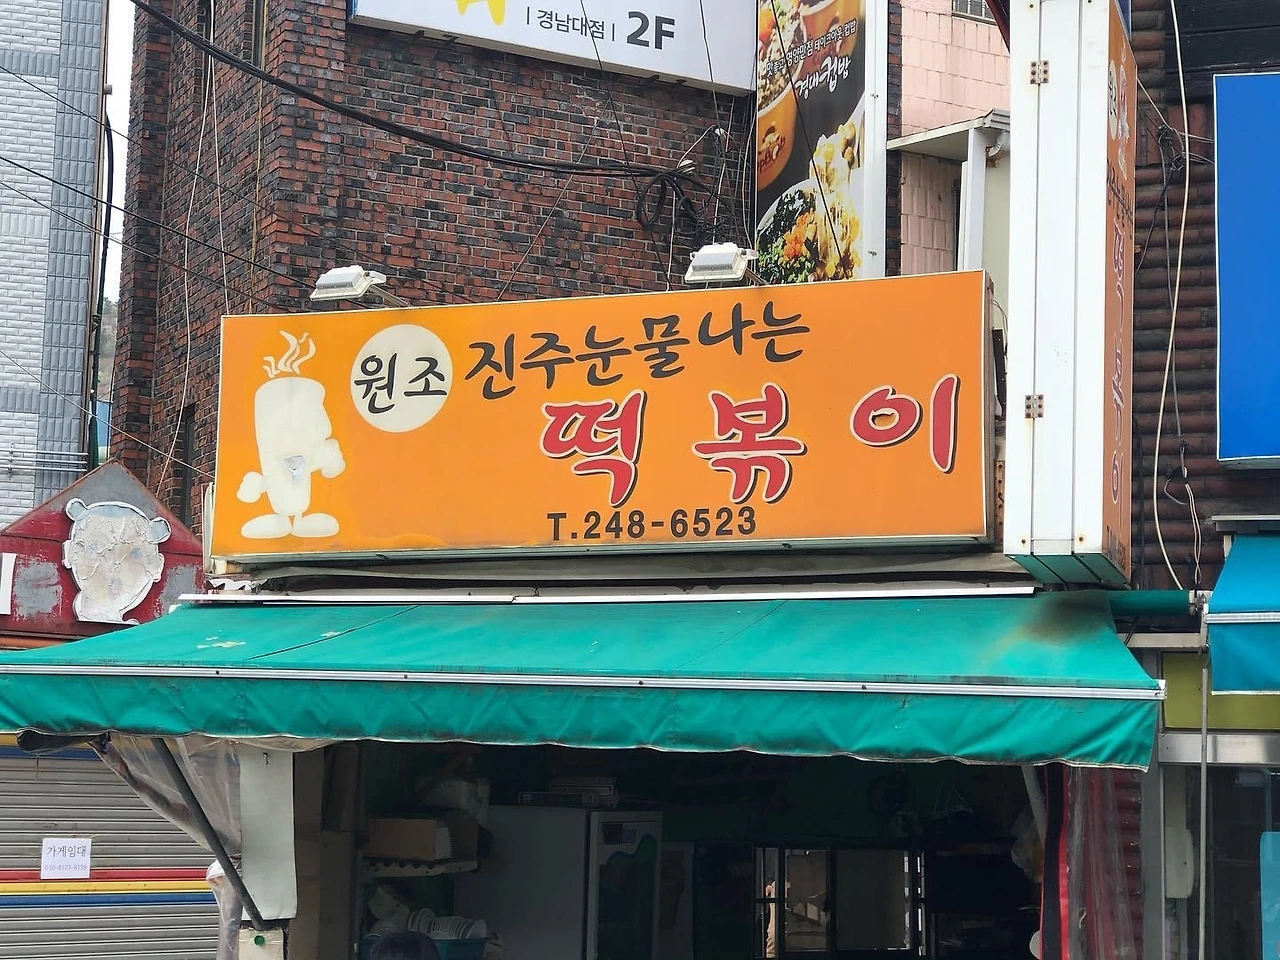 | 경남대점 | 2F
경대컵밥
원조 진주눈물나는
떡볶이
T.248-6523
가게임대